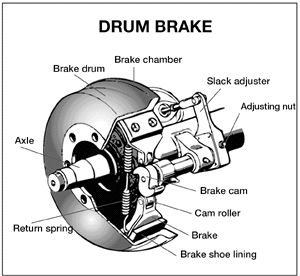 DRUM BRAKE
Brake chamber
Brake drum
Slack adjuster
Adjusting nut
Axle
Brake cam
Cam roller
Return spring
Brake
Brake shoe lining